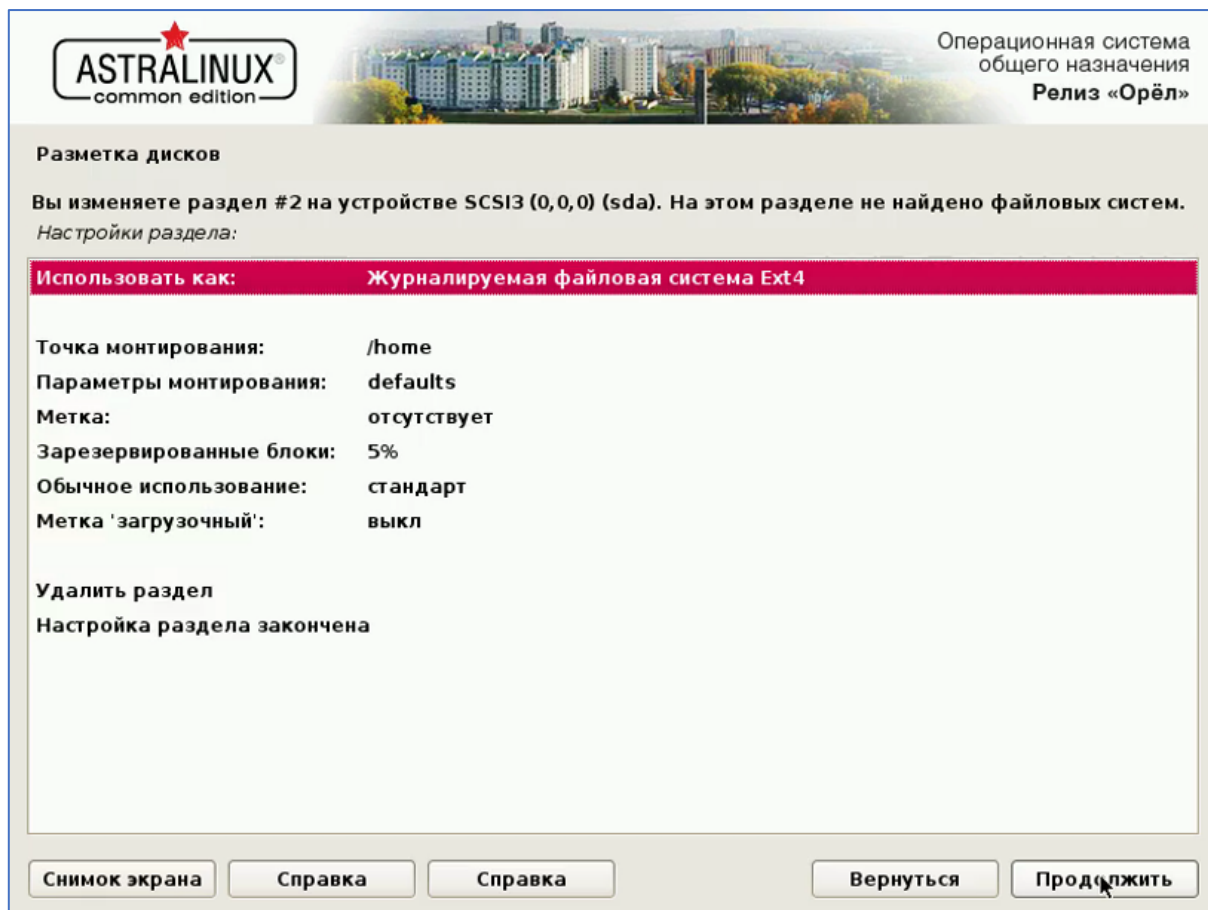 ASTRALINUX®
common edition
Операционная система
общего назначения
Релиз «Орёл»
Разметка дисков
Вы изменяете раздел #2 на устройстве SCSI3 (0,0,0) (sda). На этом разделе не найдено файловых систем.
Настройки раздела:
Использовать как: Журналируемая файловая система Ext4
Точка монтирования: /home
Параметры монтирования: defaults
Метка: отсутствует
Зарезервированные блоки: 5%
Обычное использование: стандарт
Метка 'загрузочный': выкл
Удалить раздел
Настройка раздела закончена
Снимок экрана Справка Справка Вернуться Продолжить